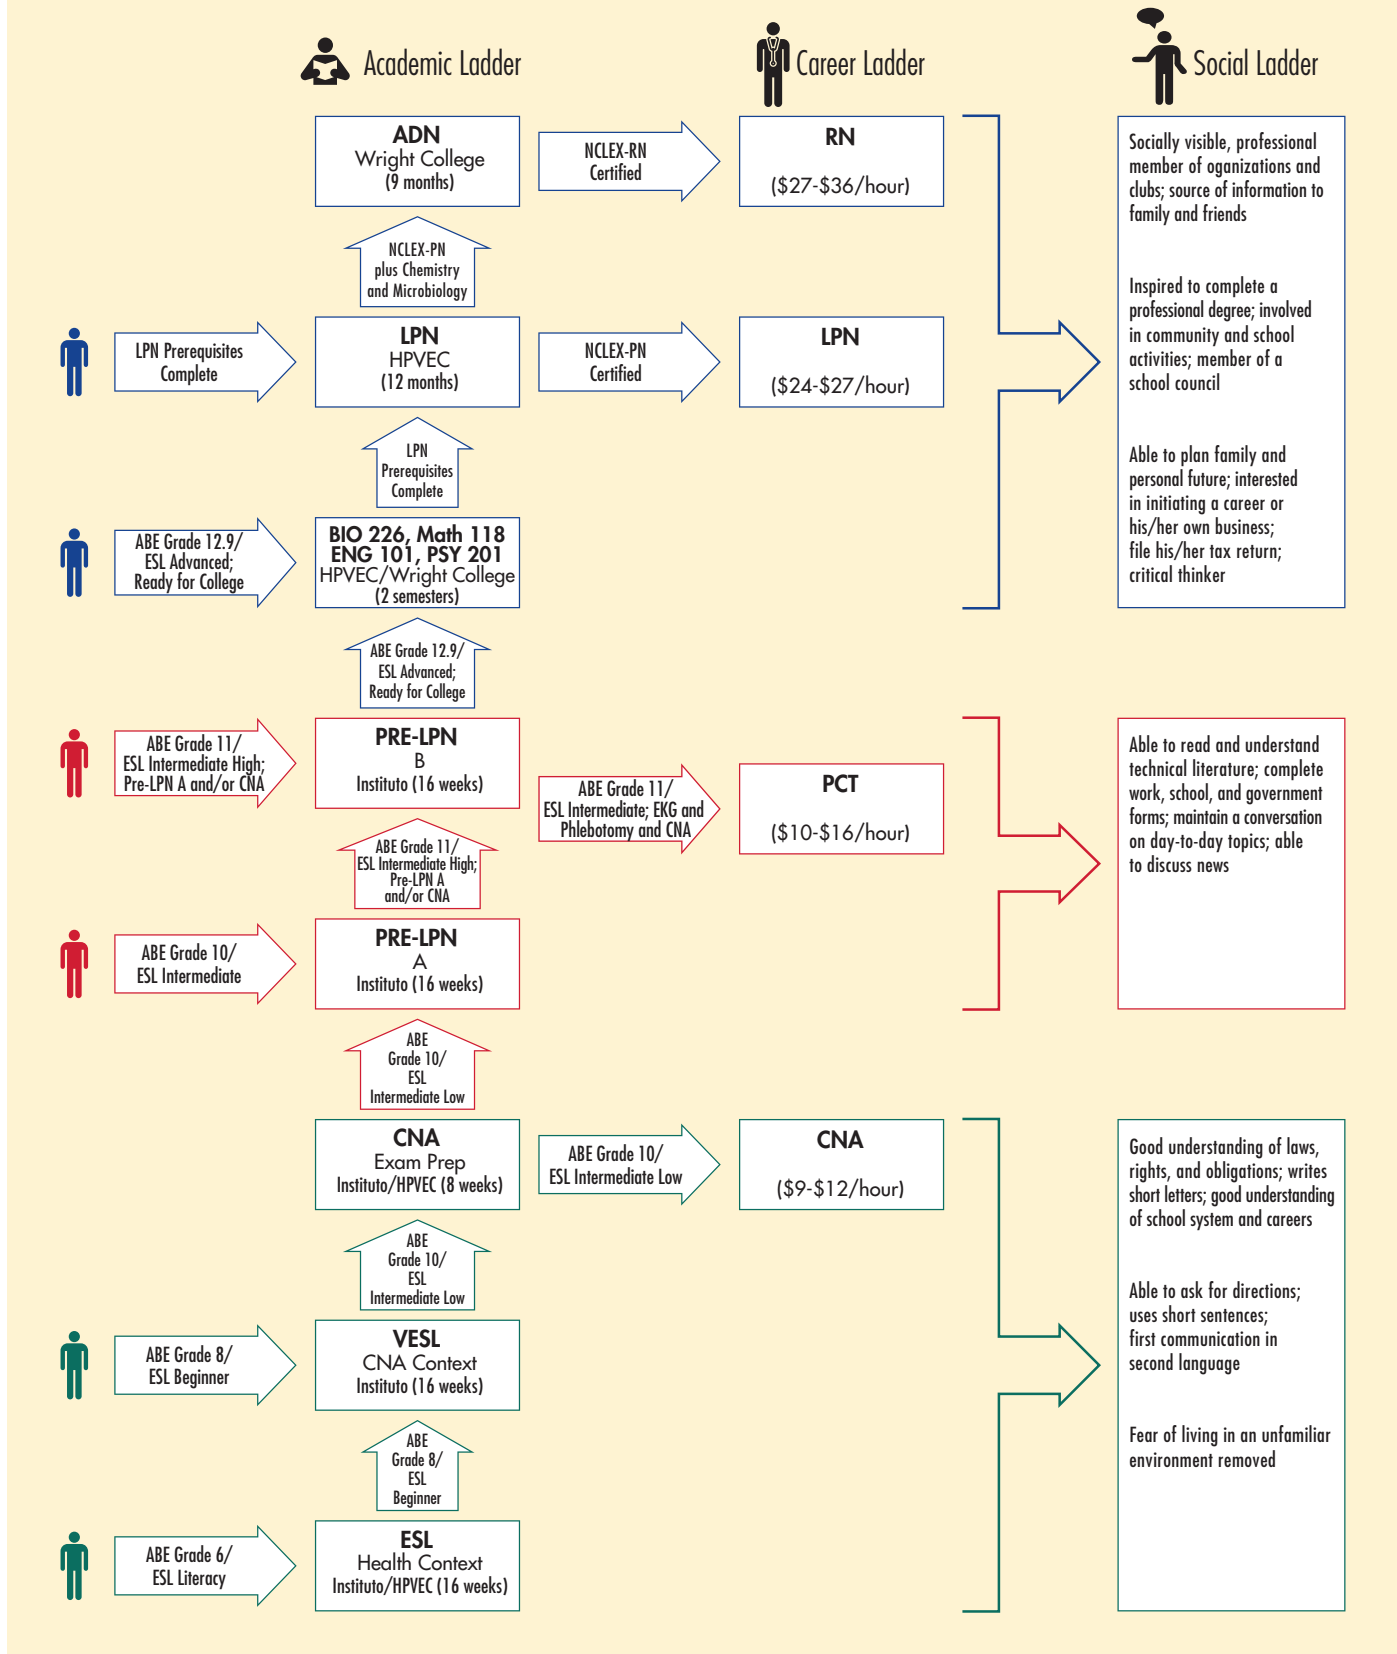 Academic Ladder
Career Ladder
Social Ladder
ADN
Wright College
(9 months)
NCLEX-RN
Certified
RN
($27-$36/hour)
Socially visible, professional
member of oganizations and
clubs; source of information to
family and friends
Inspired to complete a
professional degree; involved
in community and school
activities; member of a
school council
Able to plan family and
personal future; interested
in initiating a career or
his/her own business;
file his/her tax return;
critical thinker
NCLEX-PN
plus Chemistry
and Microbiology
LPN Prerequisites
Complete
LPN
HPVEC
(12 months)
NCLEX-PN
Certified
LPN
($24-$27/hour)
LPN
Prerequisites
Complete
ABE Grade 12.9/
ESL Advanced;
Ready for College
BIO 226, Math 118
ENG 101, PSY 201
HPVEC/Wright College
(2 semesters)
ABE Grade 12.9/
ESL Advanced;
Ready for College
ABE Grade 11/
ESL Intermediate High;
Pre-LPN A and/or CNA
PRE-LPN
B
Instituto (16 weeks)
ABE Grade 11/
ESL Intermediate; EKG and
Phlebotomy and CNA
PCT
($10-$16/hour)
Able to read and understand
technical literature; complete
work, school, and government
forms; maintain a conversation
on day-to-day topics; able
to discuss news
ABE Grade 11/
ESL Intermediate High;
Pre-LPN A
and/or CNA
ABE Grade 10/
ESL Intermediate
PRE-LPN
A
Instituto (16 weeks)
ABE
Grade 10/
ESL
Intermediate Low
CNA
Exam Prep
Instituto/HPVEC (8 weeks)
ABE Grade 10/
ESL Intermediate Low
CNA
($9-$12/hour)
Good understanding of laws,
rights, and obligations; writes
short letters; good understanding
of school system and careers
Able to ask for directions;
uses short sentences;
first communication in
second language
Fear of living in an unfamiliar
environment removed
ABE
Grade 10/
ESL
Intermediate Low
ABE Grade 8/
ESL Beginner
VESL
CNA Context
Instituto (16 weeks)
ABE
Grade 8/
ESL
Beginner
ABE Grade 6/
ESL Literacy
ESL
Health Context
Instituto/HPVEC (16 weeks)